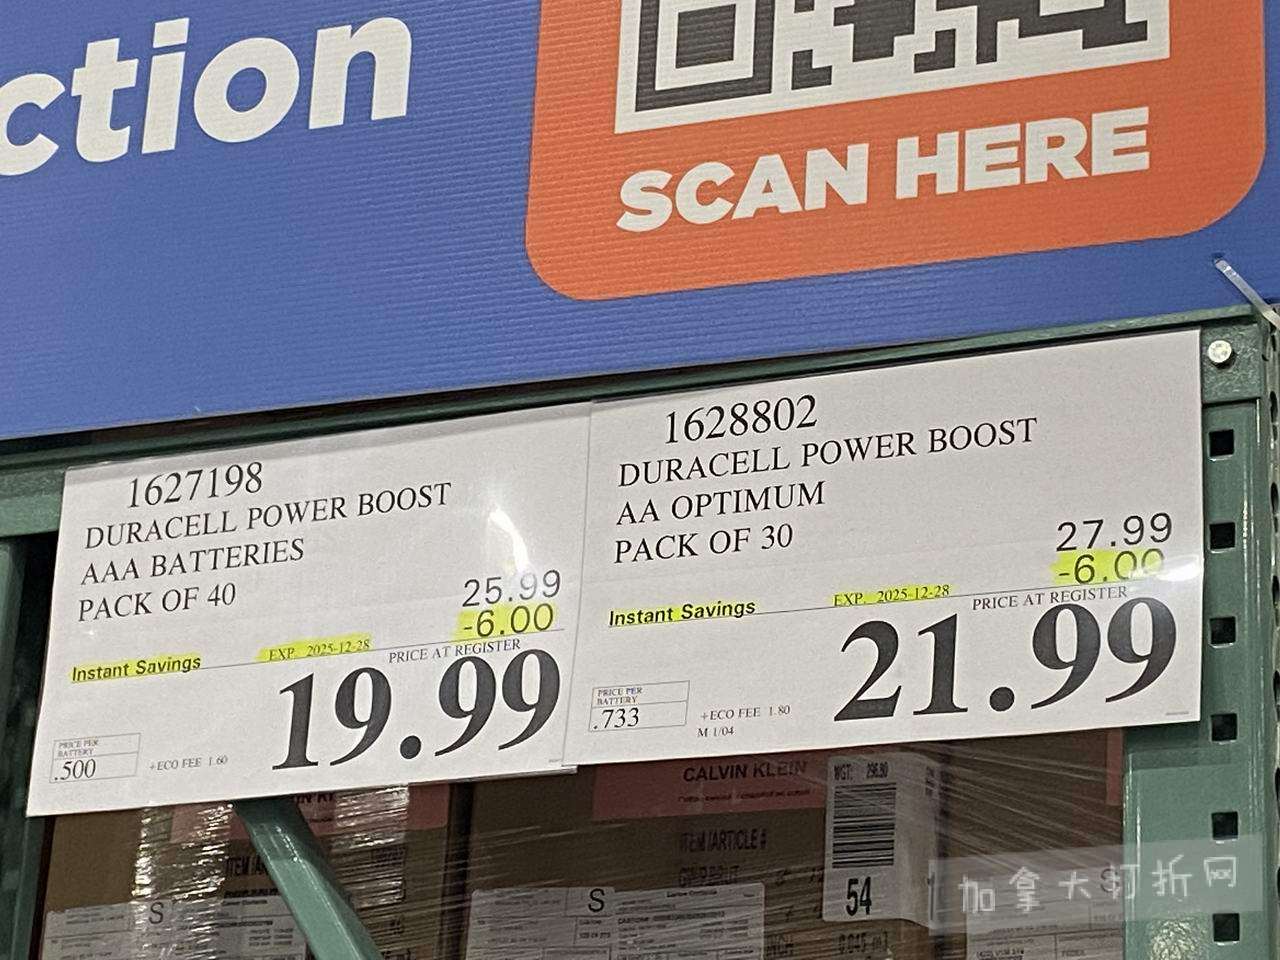 ction
SCAN HERE
1627198
DURACELL POWER BOOST
AAA BATTERIES
PACK OF 40
25.99
-6.00
Instant Savings
EXP. 2025-12-28
PRICE AT REGISTER
19.99
PRICE PER
BATTERY
.500
+ECO FEE 1.60
1628802
DURACELL POWER BOOST
AA OPTIMUM
PACK OF 30
27.99
-6.00
Instant Savings
EXP. 2025-12-28
PRICE AT REGISTER
21.99
PRICE PER
BATTERY
.733
+ECO FEE 1.80
M 1/04
CALVIN KLEIN
ITEM/ARTICLE #
54
S
S
加拿大打折网